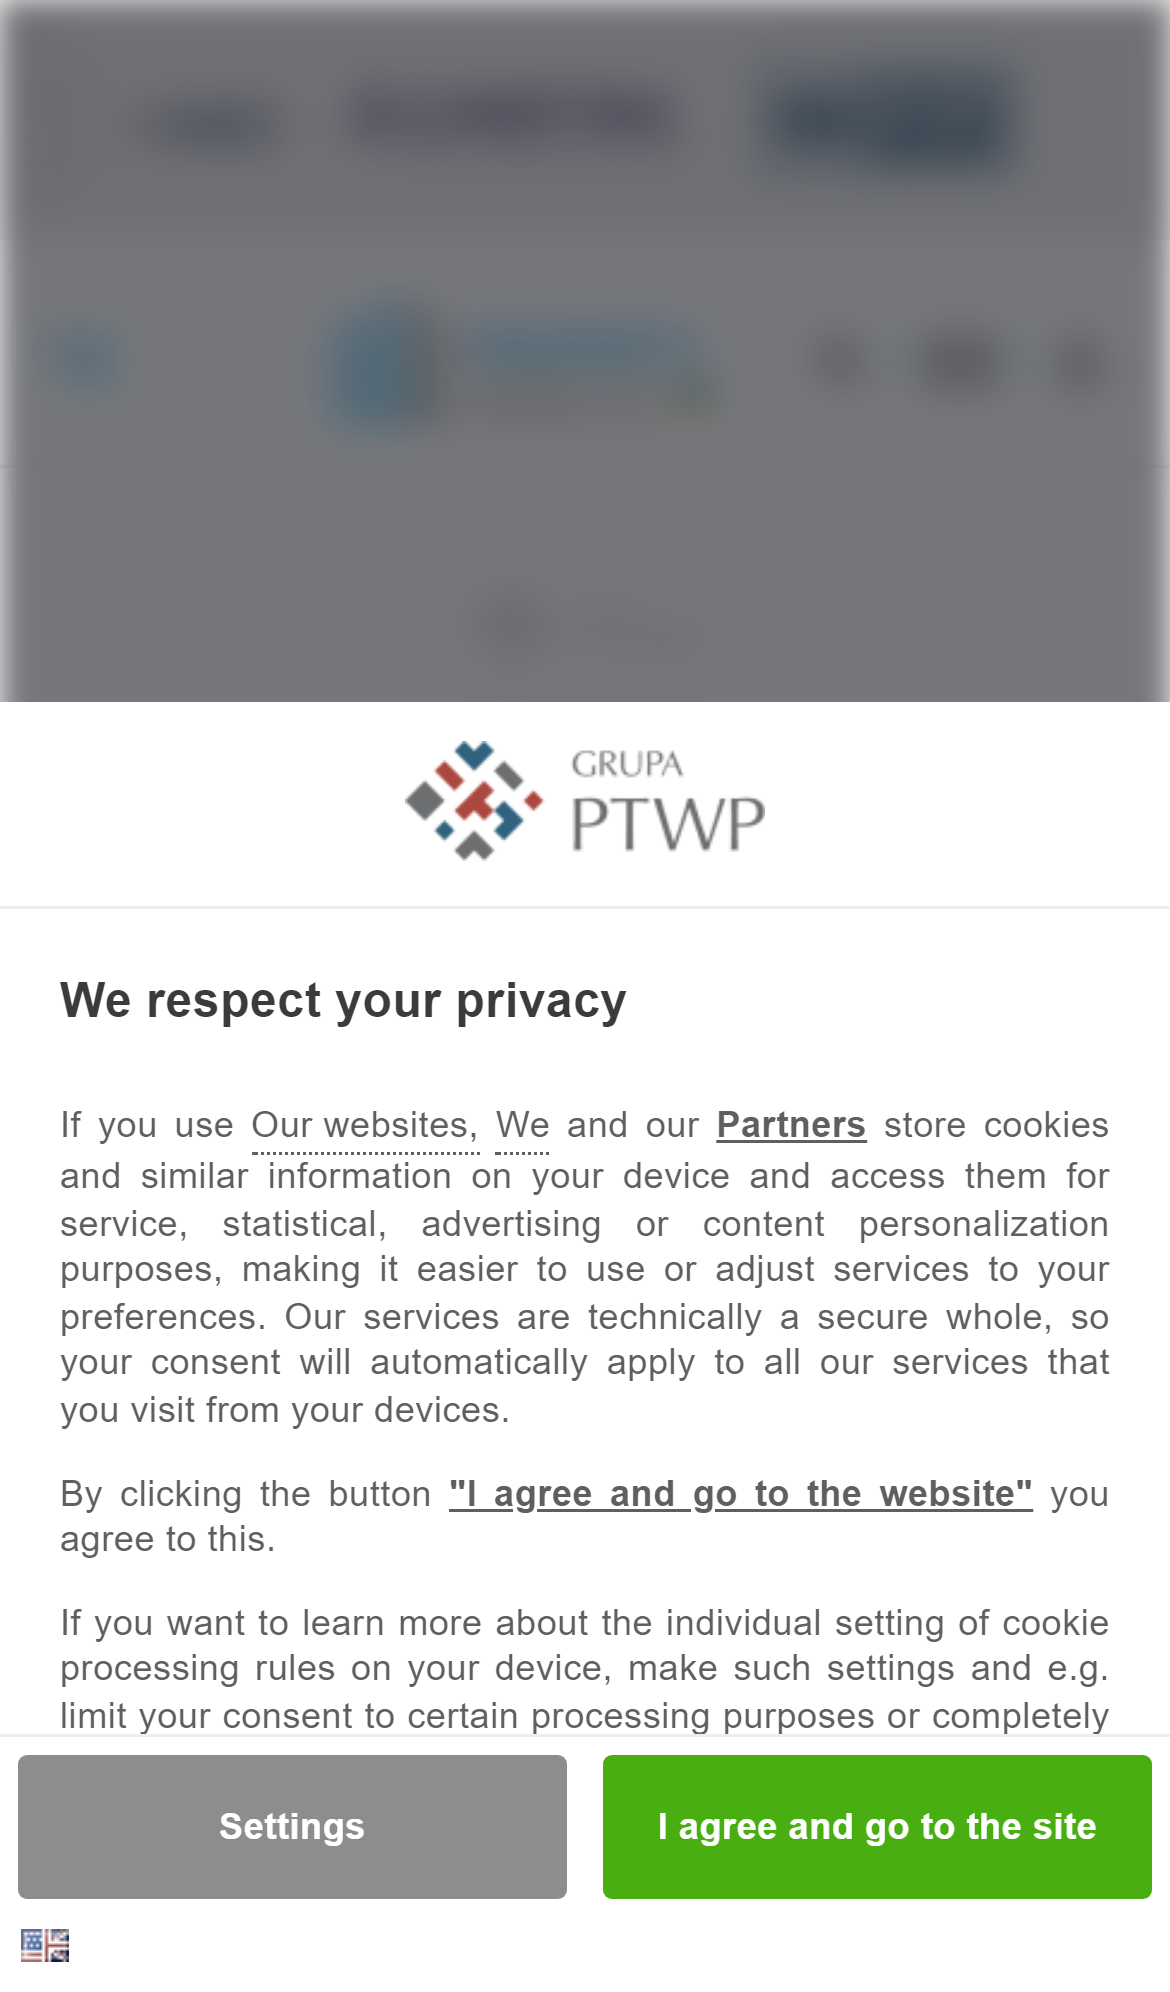 GRUPA
PTWP
We respect your privacy
If you use Our websites, We and our Partners store cookies
and similar information on your device and access them for
service, statistical, advertising or content personalization
purposes, making it easier to use or adjust services to your
preferences. Our services are technically a secure whole, so
your consent will automatically apply to all our services that
you visit from your devices.
By clicking the button "I agree and go to the website" you
agree to this.
If you want to learn more about the individual setting of cookie
processing rules on your device, make such settings and e.g.
limit your consent to certain processing purposes or completely
Settings
I agree and go to the site